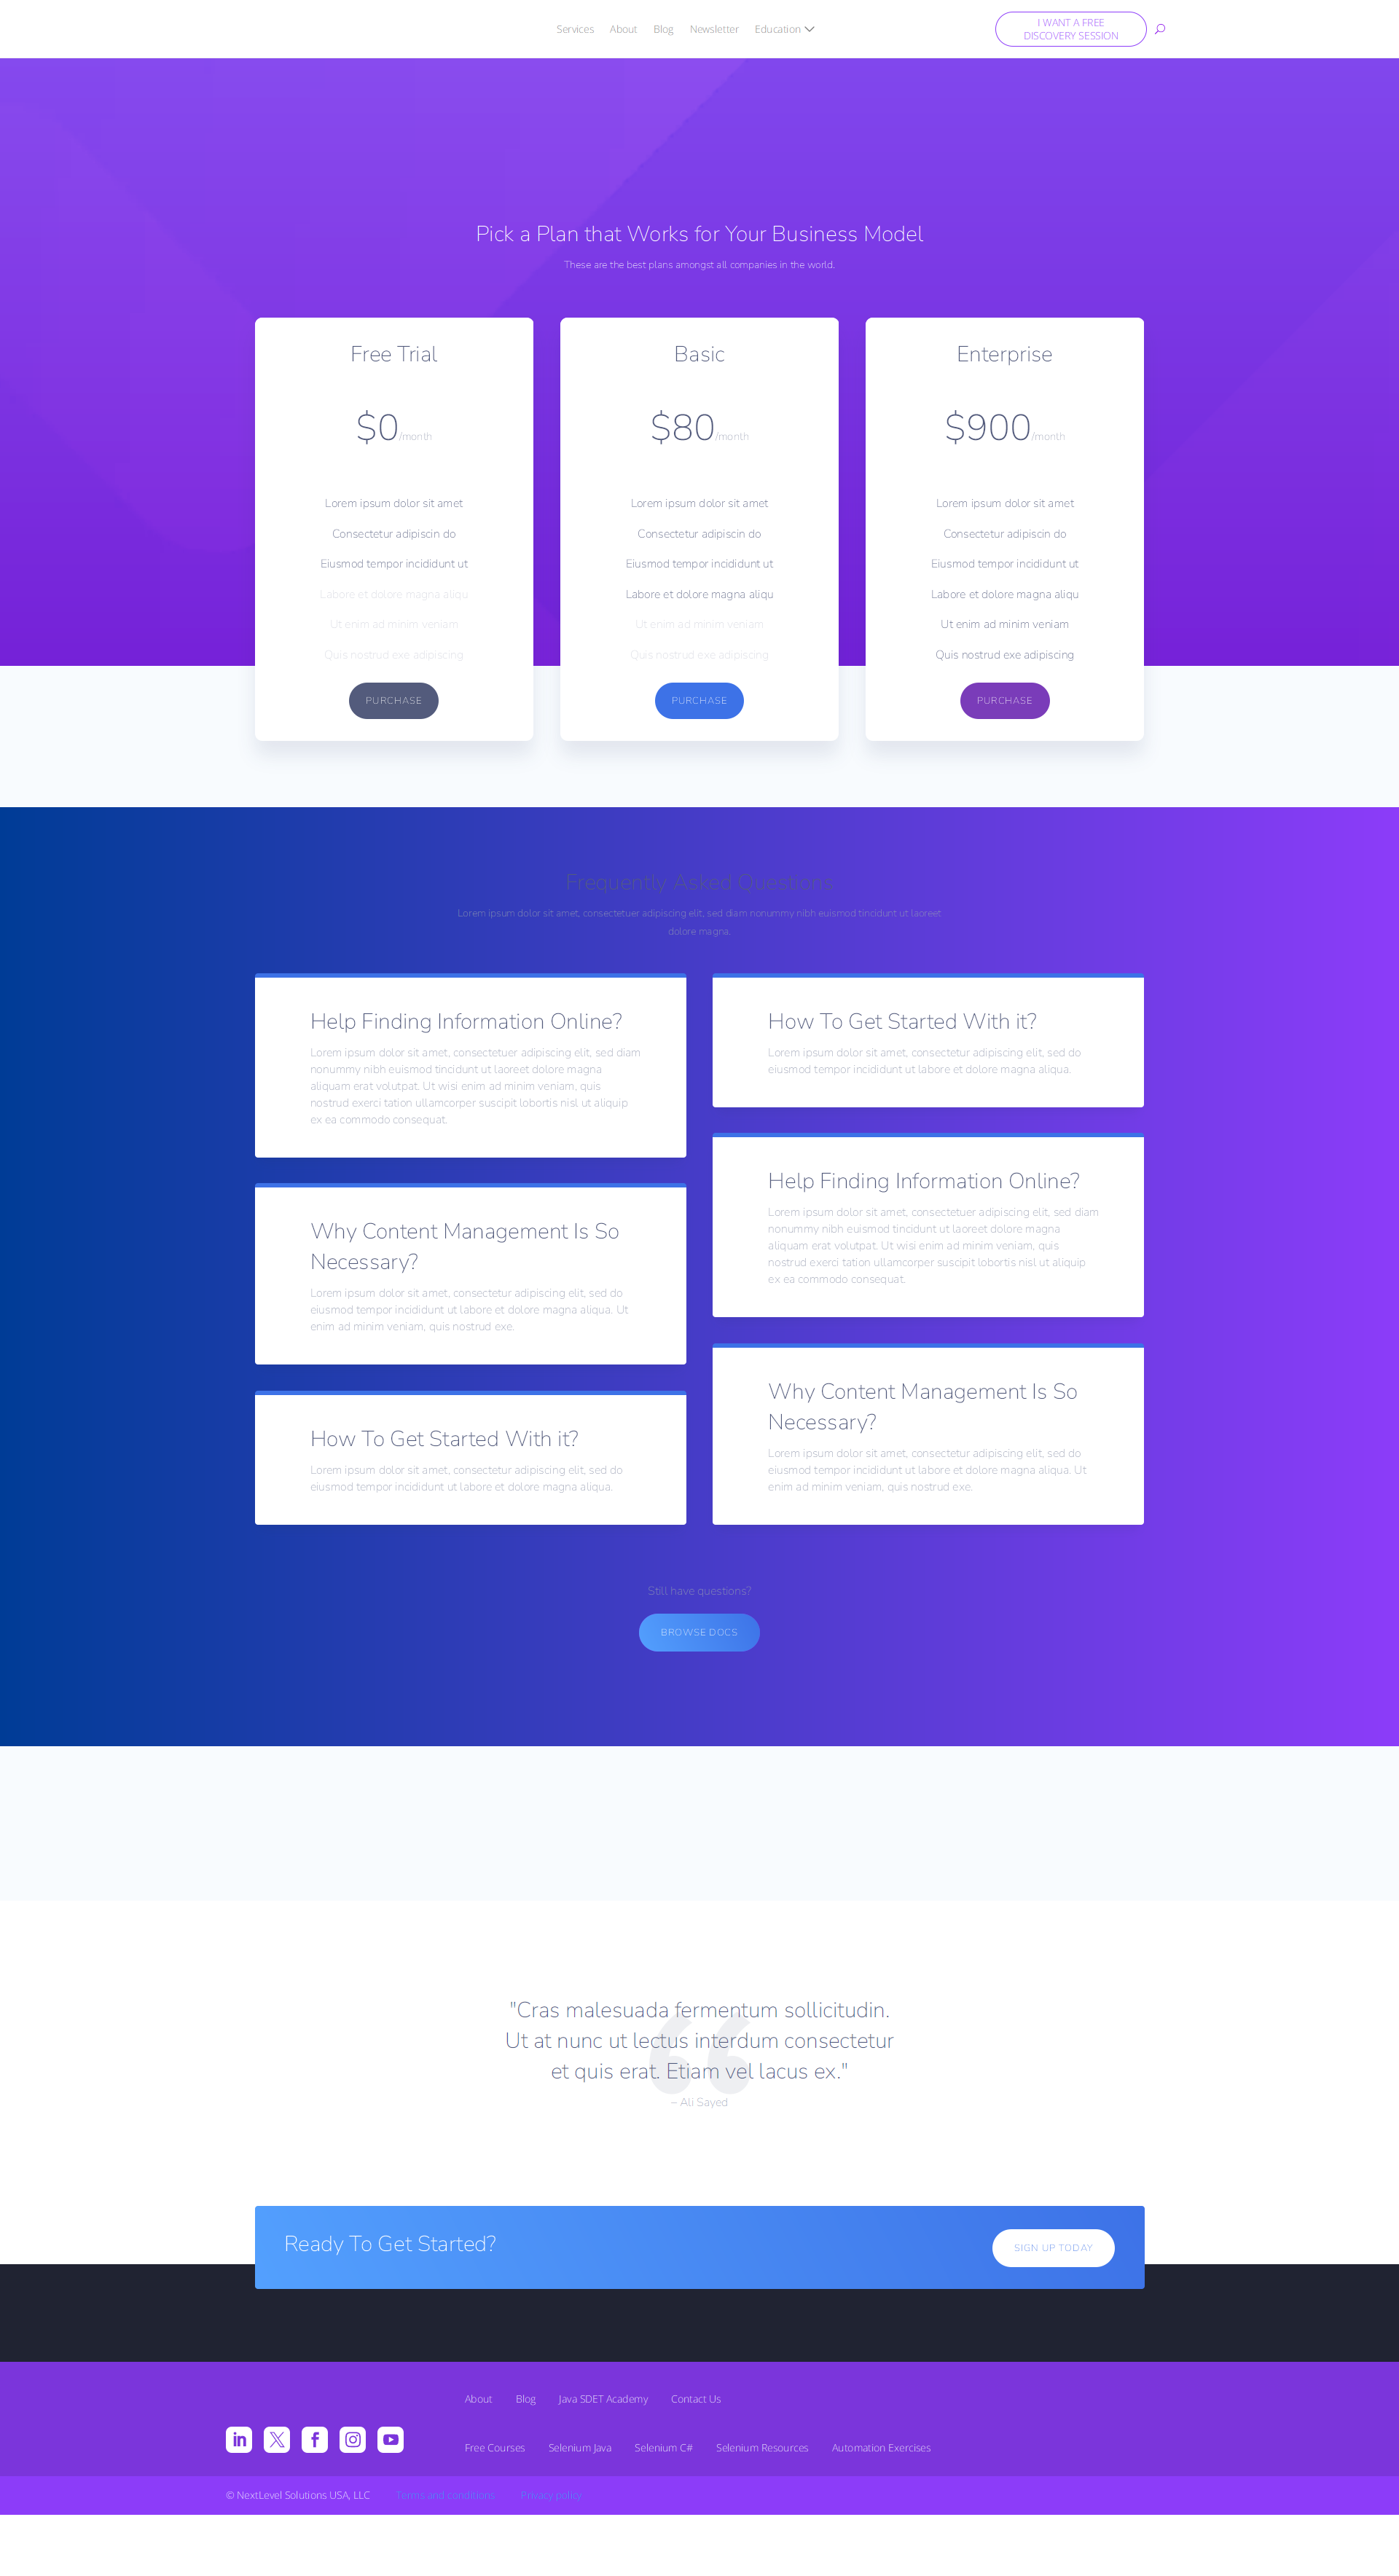 Services About Blog Newsletter Education
I WANT A FREE
DISCOVERY SESSION
Pick a Plan that Works for Your Business Model
These are the best plans amongst all companies in the world.
Free Trial
$0/month
Lorem ipsum dolor sit amet
Consectetur adipiscin do
Eiusmod tempor incididunt ut
Labore et dolore magna aliqu
Ut enim ad minim veniam
Quis nostrud exe adipiscing
PURCHASE
Basic
$80/month
Lorem ipsum dolor sit amet
Consectetur adipiscin do
Eiusmod tempor incididunt ut
Labore et dolore magna aliqu
Ut enim ad minim veniam
Quis nostrud exe adipiscing
PURCHASE
Enterprise
$900/month
Lorem ipsum dolor sit amet
Consectetur adipiscin do
Eiusmod tempor incididunt ut
Labore et dolore magna aliqu
Ut enim ad minim veniam
Quis nostrud exe adipiscing
PURCHASE
Frequently Asked Questions
Lorem ipsum dolor sit amet, consectetuer adipiscing elit, sed diam nonummy nibh euismod tincidunt ut laoreet
dolore magna.
Help Finding Information Online?
Lorem ipsum dolor sit amet, consectetuer adipiscing elit, sed diam
nonummy nibh euismod tincidunt ut laoreet dolore magna
aliquam erat volutpat. Ut wisi enim ad minim veniam, quis
nostrud exerci tation ullamcorper suscipit lobortis nisl ut aliquip
ex ea commodo consequat.
Why Content Management Is So
Necessary?
Lorem ipsum dolor sit amet, consectetur adipiscing elit, sed do
eiusmod tempor incididunt ut labore et dolore magna aliqua. Ut
enim ad minim veniam, quis nostrud exe.
How To Get Started With it?
Lorem ipsum dolor sit amet, consectetur adipiscing elit, sed do
eiusmod tempor incididunt ut labore et dolore magna aliqua.
How To Get Started With it?
Lorem ipsum dolor sit amet, consectetur adipiscing elit, sed do
eiusmod tempor incididunt ut labore et dolore magna aliqua.
Help Finding Information Online?
Lorem ipsum dolor sit amet, consectetuer adipiscing elit, sed diam
nonummy nibh euismod tincidunt ut laoreet dolore magna
aliquam erat volutpat. Ut wisi enim ad minim veniam, quis
nostrud exerci tation ullamcorper suscipit lobortis nisl ut aliquip
ex ea commodo consequat.
Why Content Management Is So
Necessary?
Lorem ipsum dolor sit amet, consectetur adipiscing elit, sed do
eiusmod tempor incididunt ut labore et dolore magna aliqua. Ut
enim ad minim veniam, quis nostrud exe.
Still have questions?
BROWSE DOCS
"Cras malesuada fermentum sollicitudin.
Ut at nunc ut lectus interdum consectetur
et quis erat. Etiam vel lacus ex."
~ Ali Sayed
Ready To Get Started?
SIGN UP TODAY
About Blog Java SDET Academy Contact Us
Free Courses Selenium Java Selenium C# Selenium Resources Automation Exercises
© NextLevel Solutions USA, LLC Terms and conditions Privacy policy